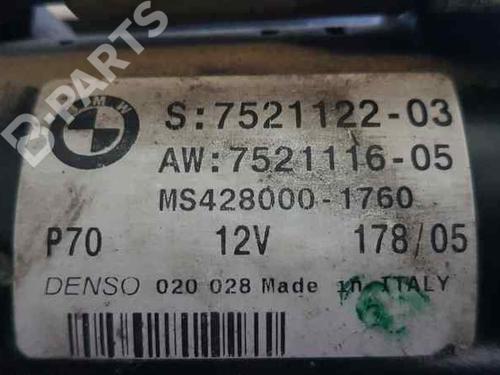 B-Parts
BMW
S:7521122-03
AW:7521116-05
MS428000-1760
P70 12V 178/05
DENSO 020 028 Made in ITALY